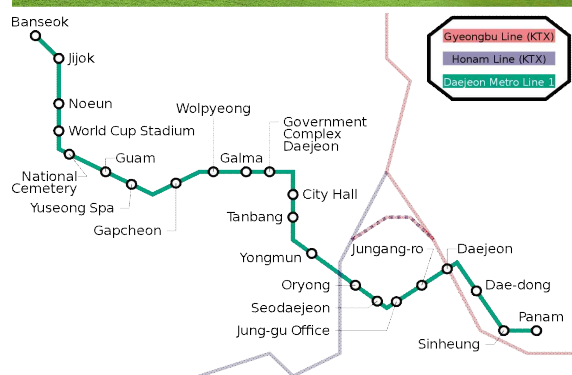 Banseok
Gyeongbu Line (KTX)
Jijok
Honam Line (KTX)
Daejeon Metro Line 1
Noeun
Wolpyeong
Government
Complex
Daejeon
World Cup Stadium
Guam
Galma
National
Cemetery
City Hall
Yuseong Spa
Tanbang
Gapcheon
Jungang-ro
Daejeon
Yongmun
Oryong
Dae-dong
Seodaejeon
Panam
Jung-gu Office
Sinheung